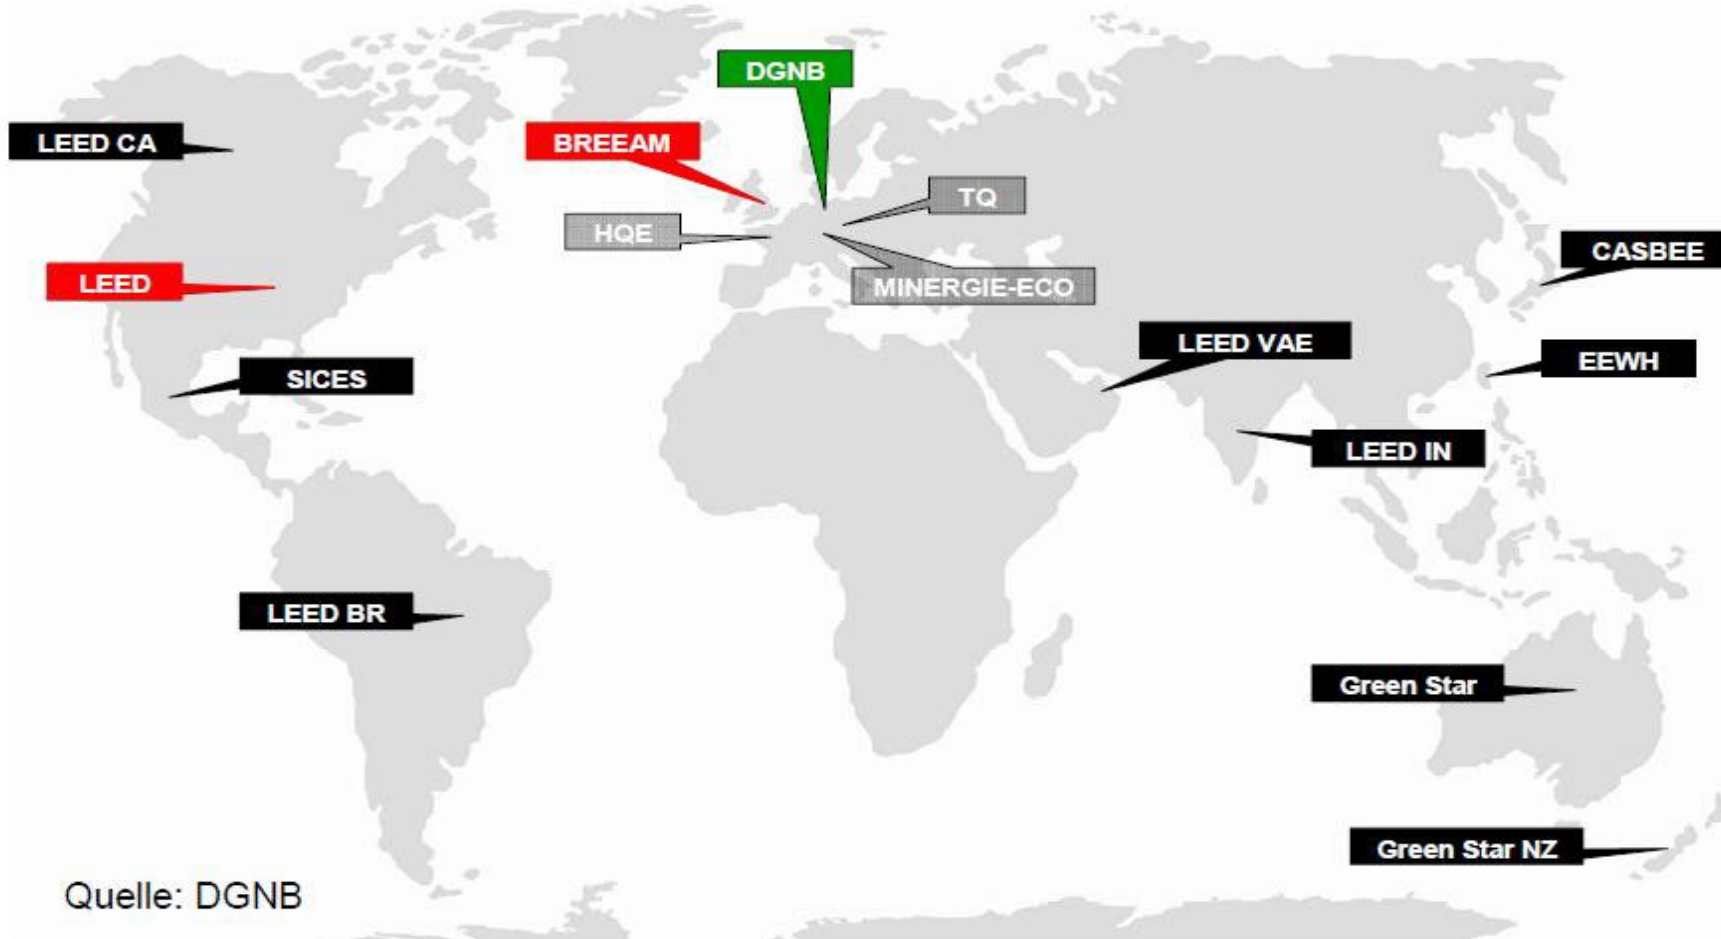 DGNB
LEED CA
BREEAM
TQ
HQE
CASBEE
LEED
MINERGIE-ECO
LEED VAE
EEWH
SICES
LEED IN
LEED BR
Green Star
Green Star NZ
Quelle: DGNB